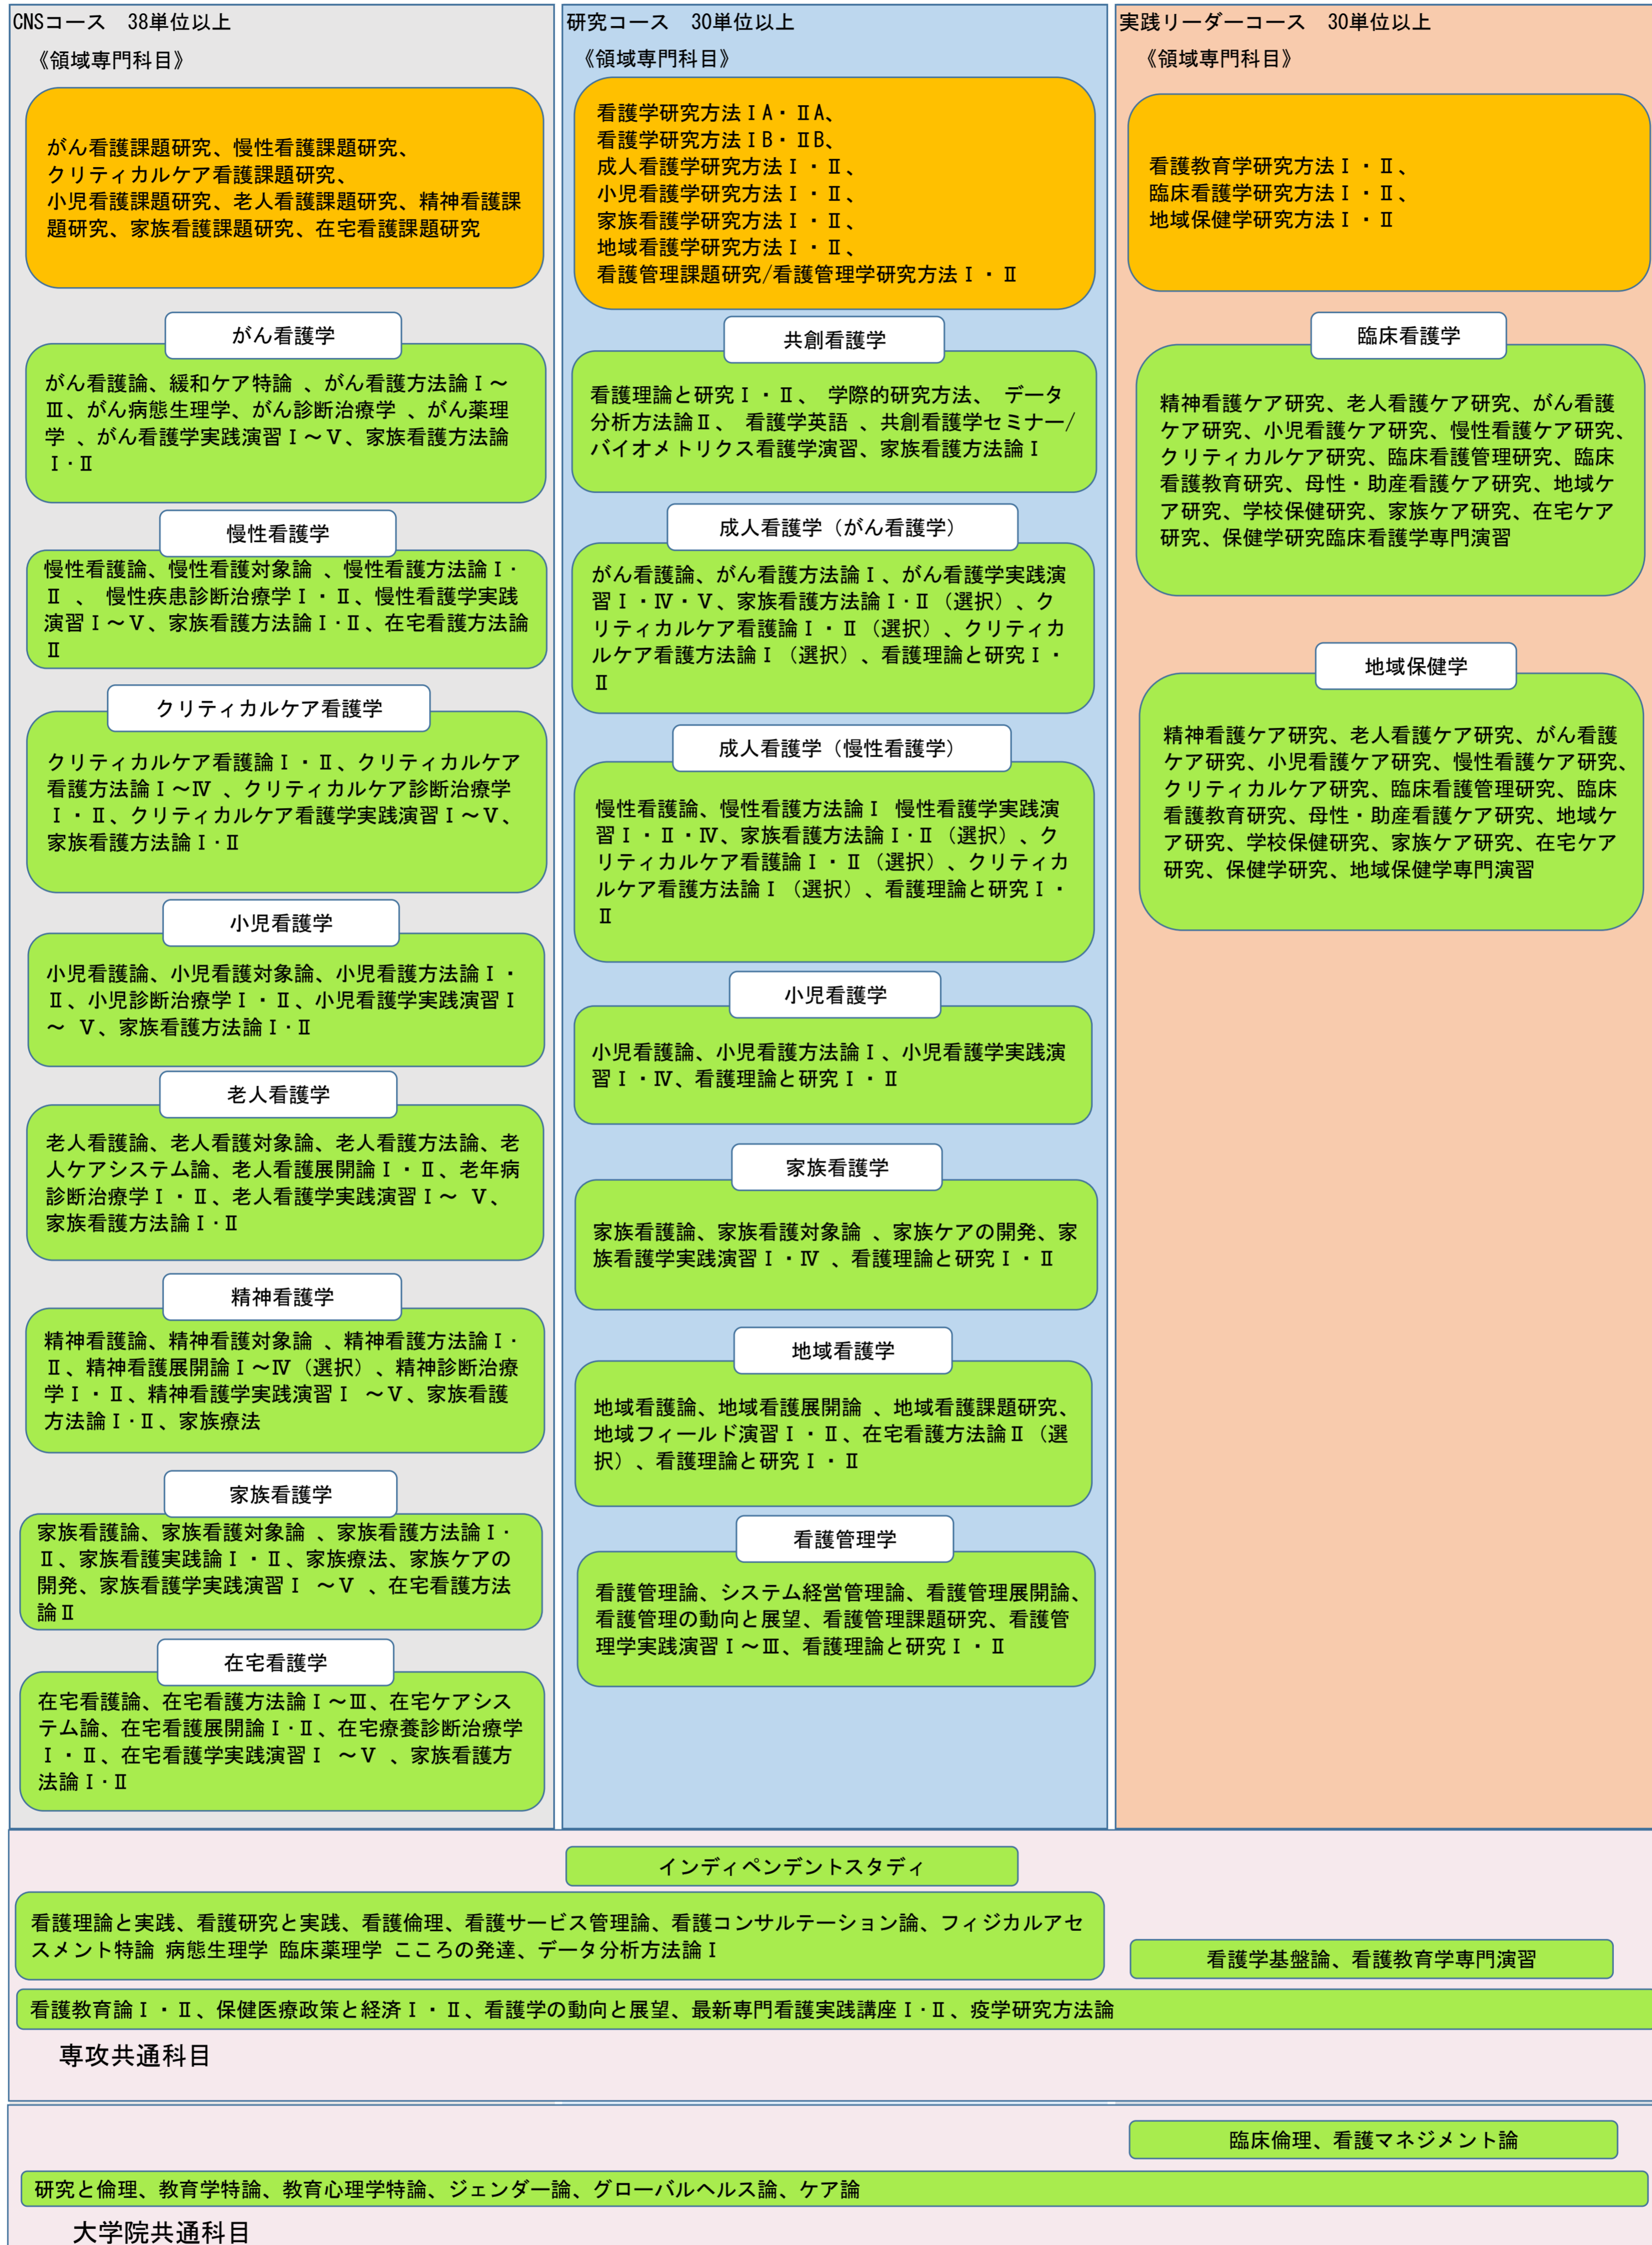 CNSコース　38単位以上
《領域専門科目》
がん看護課題研究、慢性看護課題研究、
クリティカルケア看護課題研究、
小児看護課題研究、老人看護課題研究、精神看護課
題研究、家族看護課題研究、在宅看護課題研究
がん看護学
がん看護論、緩和ケア特論 、がん看護方法論Ⅰ～
Ⅲ、がん病態生理学、がん診断治療学 、がん薬理
学 、がん看護学実践演習Ⅰ～Ⅴ、家族看護方法論
Ⅰ･Ⅱ
慢性看護学
慢性看護論、慢性看護対象論 、慢性看護方法論Ⅰ･
Ⅱ 、 慢性疾患診断治療学Ⅰ・Ⅱ、慢性看護学実践
演習Ⅰ～Ⅴ、家族看護方法論Ⅰ･Ⅱ、在宅看護方法論
Ⅱ
クリティカルケア看護学
クリティカルケア看護論Ⅰ・Ⅱ、クリティカルケア
看護方法論Ⅰ～Ⅳ 、クリティカルケア診断治療学
Ⅰ・Ⅱ、クリティカルケア看護学実践演習Ⅰ～Ⅴ、
家族看護方法論Ⅰ･Ⅱ
小児看護学
小児看護論、小児看護対象論、小児看護方法論Ⅰ・
Ⅱ、小児診断治療学Ⅰ・Ⅱ、小児看護学実践演習Ⅰ
～ Ⅴ、家族看護方法論Ⅰ･Ⅱ
老人看護学
老人看護論、老人看護対象論、老人看護方法論、老
人ケアシステム論、老人看護展開論Ⅰ・Ⅱ、老年病
診断治療学Ⅰ・Ⅱ、老人看護学実践演習Ⅰ～ Ⅴ、
家族看護方法論Ⅰ･Ⅱ
精神看護学
精神看護論、精神看護対象論 、精神看護方法論Ⅰ･
Ⅱ、精神看護展開論Ⅰ～Ⅳ（選択）、精神診断治療
学Ⅰ・Ⅱ、精神看護学実践演習Ⅰ ～Ⅴ、家族看護
方法論Ⅰ･Ⅱ、家族療法
家族看護学
家族看護論、家族看護対象論 、家族看護方法論Ⅰ･
Ⅱ、家族看護実践論Ⅰ・Ⅱ、家族療法、家族ケアの
開発、家族看護学実践演習Ⅰ ～Ⅴ 、在宅看護方法
論Ⅱ
在宅看護学
在宅看護論、在宅看護方法論Ⅰ～Ⅲ、在宅ケアシス
テム論、在宅看護展開論Ⅰ･Ⅱ、在宅療養診断治療学
Ⅰ・Ⅱ、在宅看護学実践演習Ⅰ ～Ⅴ 、家族看護方
法論Ⅰ･Ⅱ
研究コース　30単位以上
《領域専門科目》
看護学研究方法ⅠA・ⅡA、
看護学研究方法ⅠB・ⅡB、
成人看護学研究方法Ⅰ・Ⅱ、
小児看護学研究方法Ⅰ・Ⅱ、
家族看護学研究方法Ⅰ・Ⅱ、
地域看護学研究方法Ⅰ・Ⅱ、
看護管理課題研究/看護管理学研究方法Ⅰ・Ⅱ
共創看護学
看護理論と研究Ⅰ・Ⅱ、 学際的研究方法、 データ
分析方法論Ⅱ、 看護学英語 、共創看護学セミナー/
バイオメトリクス看護学演習、家族看護方法論Ⅰ
成人看護学（がん看護学）
がん看護論、がん看護方法論Ⅰ、がん看護学実践演
習Ⅰ・Ⅳ・Ⅴ、家族看護方法論Ⅰ･Ⅱ（選択）、ク
リティカルケア看護論Ⅰ・Ⅱ（選択）、クリティカ
ルケア看護方法論Ⅰ（選択）、看護理論と研究Ⅰ・
Ⅱ
成人看護学（慢性看護学）
慢性看護論、慢性看護方法論Ⅰ 慢性看護学実践演
習Ⅰ・Ⅱ・Ⅳ、家族看護方法論Ⅰ･Ⅱ（選択）、ク
リティカルケア看護論Ⅰ・Ⅱ（選択）、クリティカ
ルケア看護方法論Ⅰ（選択）、看護理論と研究Ⅰ・
Ⅱ
小児看護学
小児看護論、小児看護方法論Ⅰ、小児看護学実践演
習Ⅰ・Ⅳ、看護理論と研究Ⅰ・Ⅱ
家族看護学
家族看護論、家族看護対象論 、家族ケアの開発、家
族看護学実践演習Ⅰ・Ⅳ 、看護理論と研究Ⅰ・Ⅱ
地域看護学
地域看護論、地域看護展開論 、地域看護課題研究、
地域フィールド演習Ⅰ・Ⅱ、在宅看護方法論Ⅱ（選
択）、看護理論と研究Ⅰ・Ⅱ
看護管理学
看護管理論、システム経営管理論、看護管理展開論、
看護管理の動向と展望、看護管理課題研究、看護管
理学実践演習Ⅰ～Ⅲ、看護理論と研究Ⅰ・Ⅱ
実践リーダーコース　30単位以上
《領域専門科目》
看護教育学研究方法Ⅰ・Ⅱ、
臨床看護学研究方法Ⅰ・Ⅱ、
地域保健学研究方法Ⅰ・Ⅱ
臨床看護学
精神看護ケア研究、老人看護ケア研究、がん看護
ケア研究、小児看護ケア研究、慢性看護ケア研究、
クリティカルケア研究、臨床看護管理研究、臨床
看護教育研究、母性・助産看護ケア研究、地域ケ
ア研究、学校保健研究、家族ケア研究、在宅ケア
研究、保健学研究臨床看護学専門演習
地域保健学
精神看護ケア研究、老人看護ケア研究、がん看護
ケア研究、小児看護ケア研究、慢性看護ケア研究、
クリティカルケア研究、臨床看護管理研究、臨床
看護教育研究、母性・助産看護ケア研究、地域ケ
ア研究、学校保健研究、家族ケア研究、在宅ケア
研究、保健学研究、地域保健学専門演習
インディペンデントスタディ
看護理論と実践、看護研究と実践、看護倫理、看護サービス管理論、看護コンサルテーション論、フィジカルアセ
スメント特論 病態生理学 臨床薬理学 こころの発達、データ分析方法論Ⅰ
看護学基盤論、看護教育学専門演習
看護教育論Ⅰ・Ⅱ、保健医療政策と経済Ⅰ・Ⅱ、看護学の動向と展望、最新専門看護実践講座Ⅰ･Ⅱ、疫学研究方法論
専攻共通科目
臨床倫理、看護マネジメント論
研究と倫理、教育学特論、教育心理学特論、ジェンダー論、グローバルヘルス論、ケア論
大学院共通科目